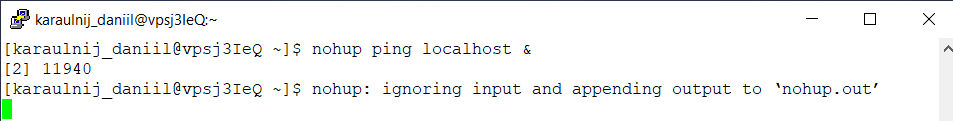 karaulnij_daniil@vpsj3IeQ:~
[karaulnij_daniil@vpsj3IeQ ~]$ nohup ping localhost &
[2] 11940
[karaulnij_daniil@vpsj3IeQ ~]$ nohup: ignoring input and appending output to ‘nohup.out’